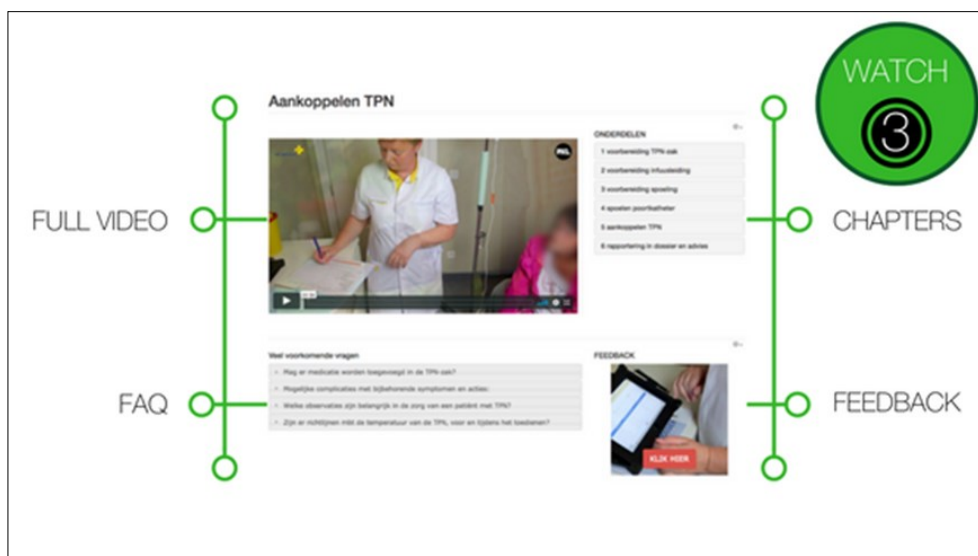 WATCH
3
Aankoppelen TPN
FULL VIDEO
ONDERDELEN
1 voorbereiding TPN zak
2 voorbereiding infuusleiding
3 voorbereiding spoeling
4 spoelen poortkatheter
5 aankoppelen TPN
6 rapportering in dossier en advies
CHAPTERS
FAQ
Veel voorkomende vragen
Mag er medicatie worden toegevoegd in de TPN-zak?
Mogelijke complicaties met bijbehorende symptomen en acties:
Welke observaties zijn belangrijk in de zorg van een patiënt met TPN?
Zijn er richtlijnen mbt de temperatuur van de TPN, voor en tijdens het toedienen?
FEEDBACK
KLIK HIER
FEEDBACK